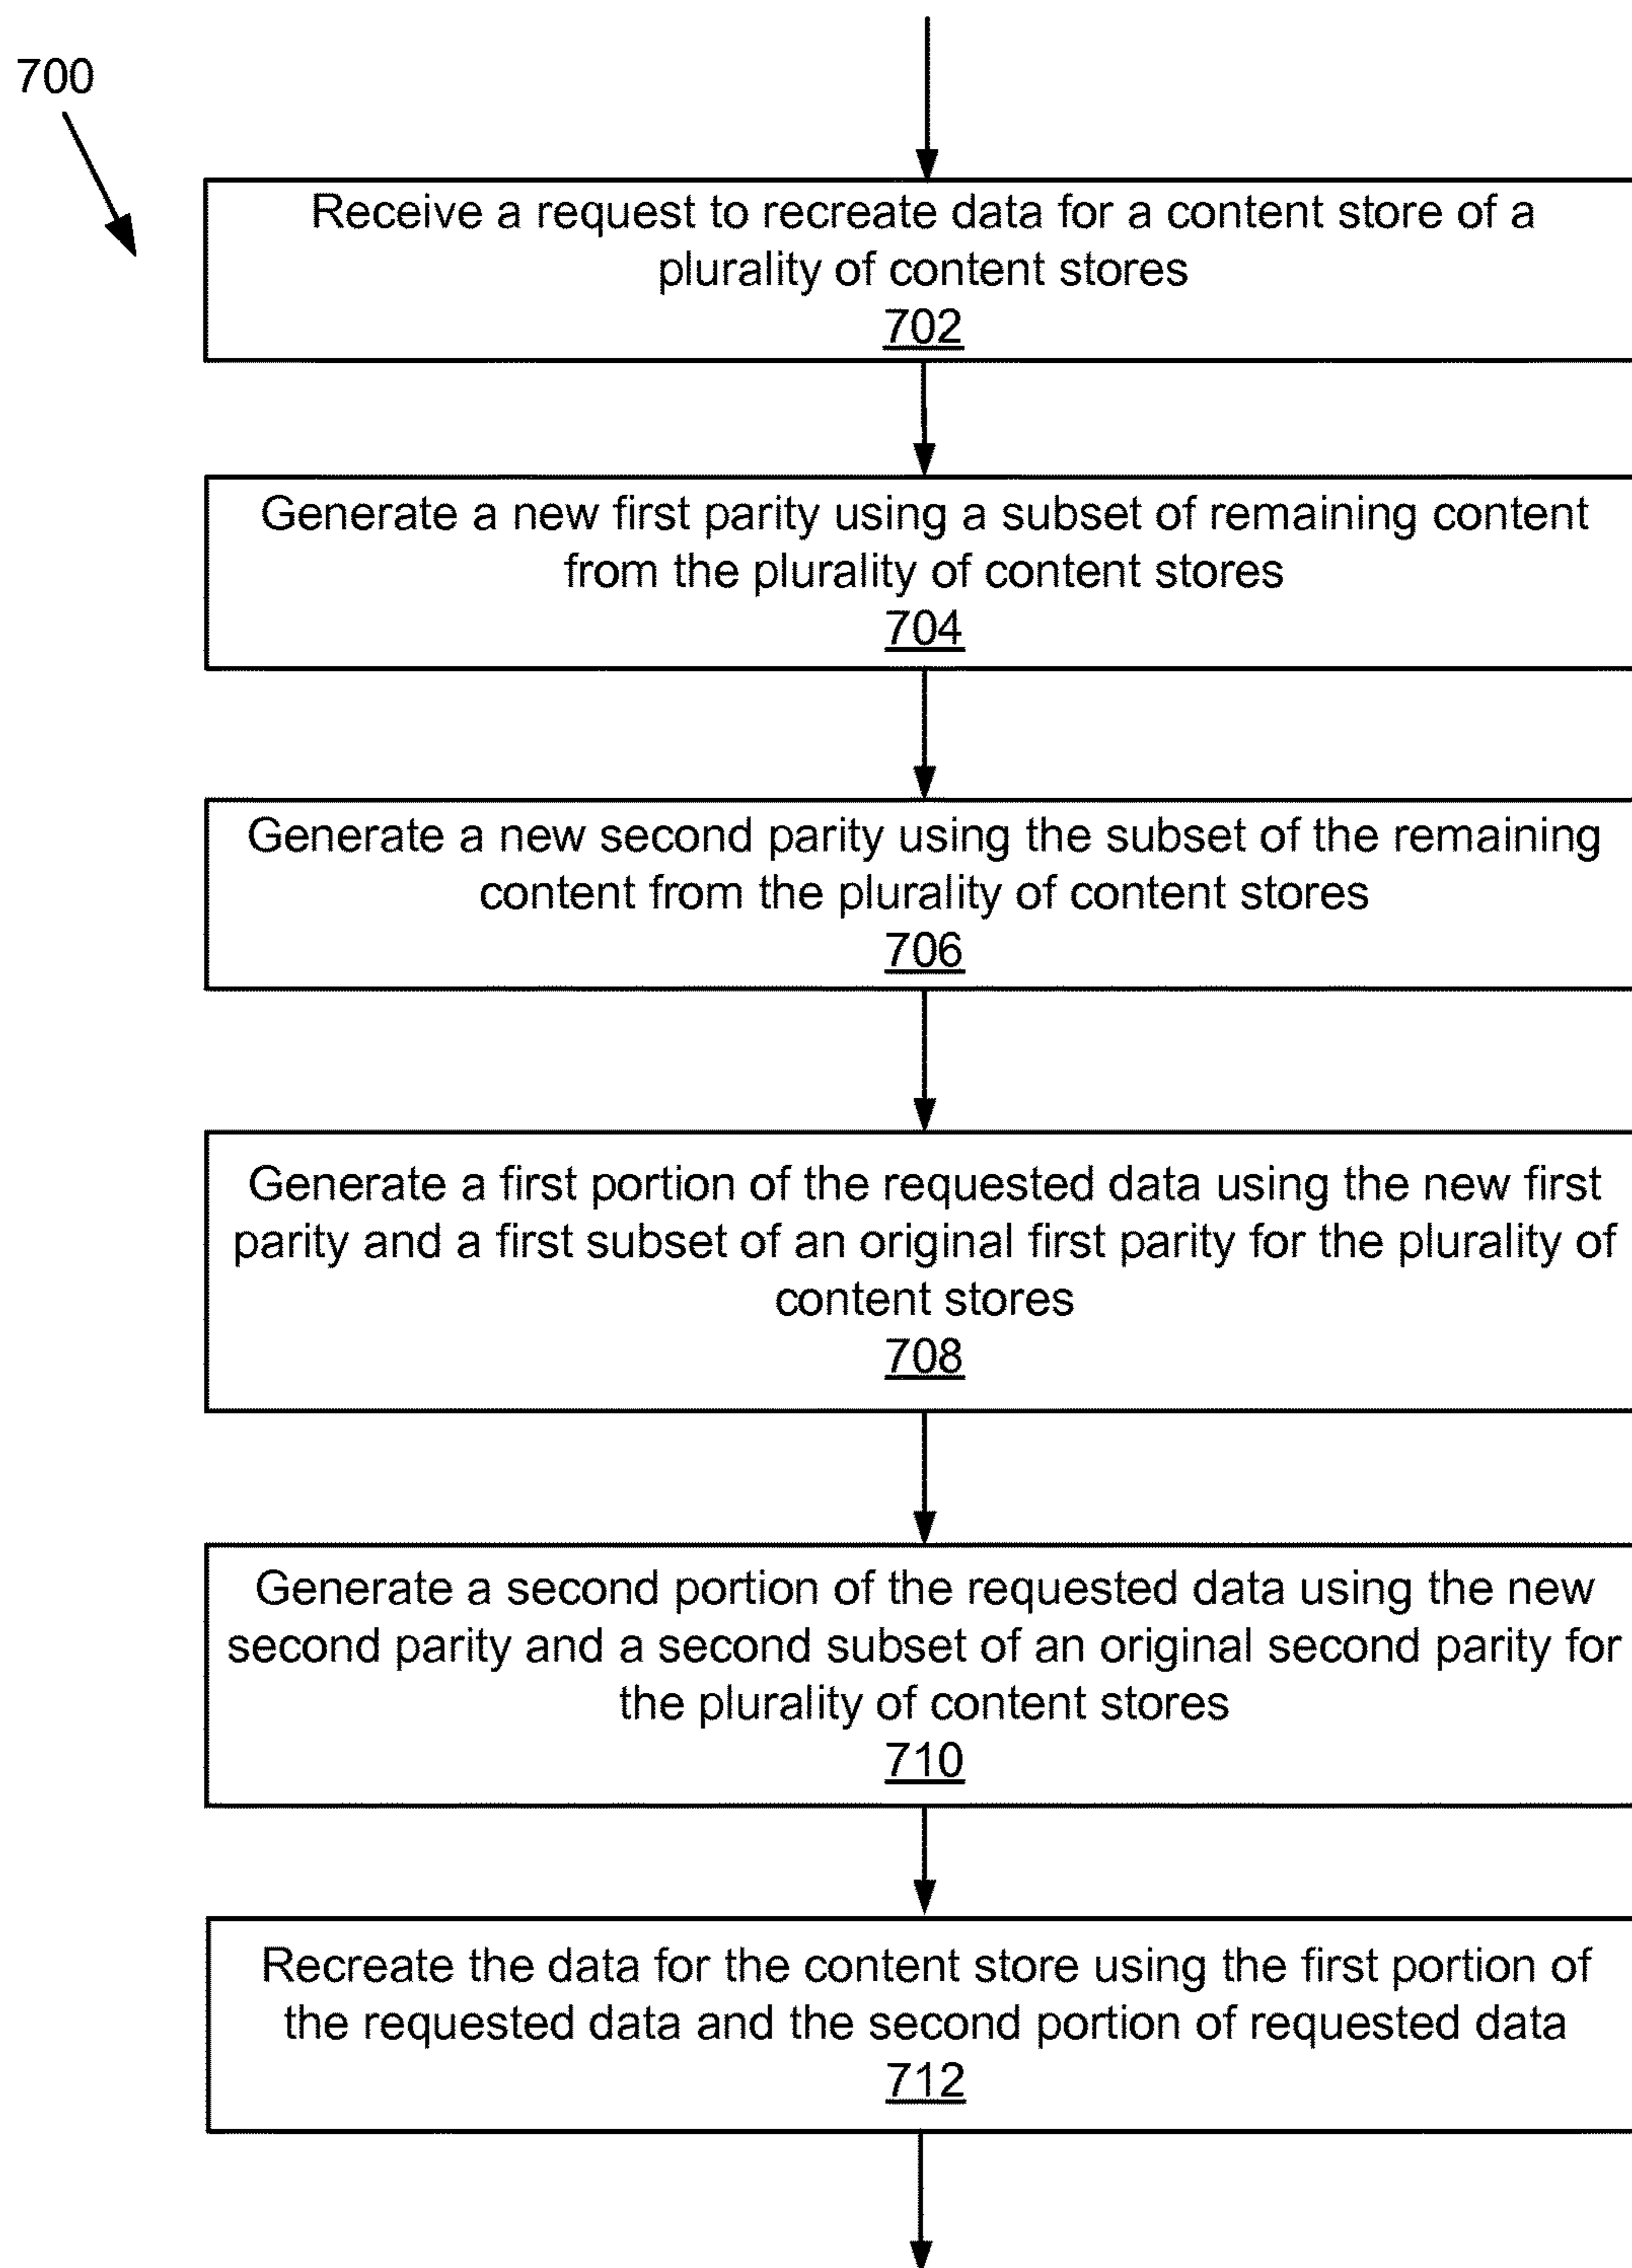 700
Receive a request to recreate data for a content store of a
plurality of content stores
702
Generate a new first parity using a subset of remaining content
from the plurality of content stores
704
Generate a new second parity using the subset of the remaining
content from the plurality of content stores
706
Generate a first portion of the requested data using the new first
parity and a first subset of an original first parity for the plurality of
content stores
708
Generate a second portion of the requested data using the new
second parity and a second subset of an original second parity for
the plurality of content stores
710
Recreate the data for the content store using the first portion of
the requested data and the second portion of requested data
712